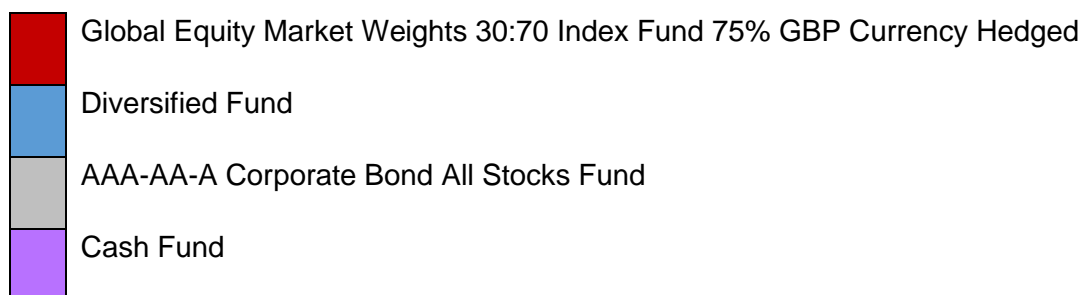 Global Equity Market Weights 30:70 Index Fund 75% GBP Currency Hedged
Diversified Fund
AAA-AA-A Corporate Bond All Stocks Fund
Cash Fund